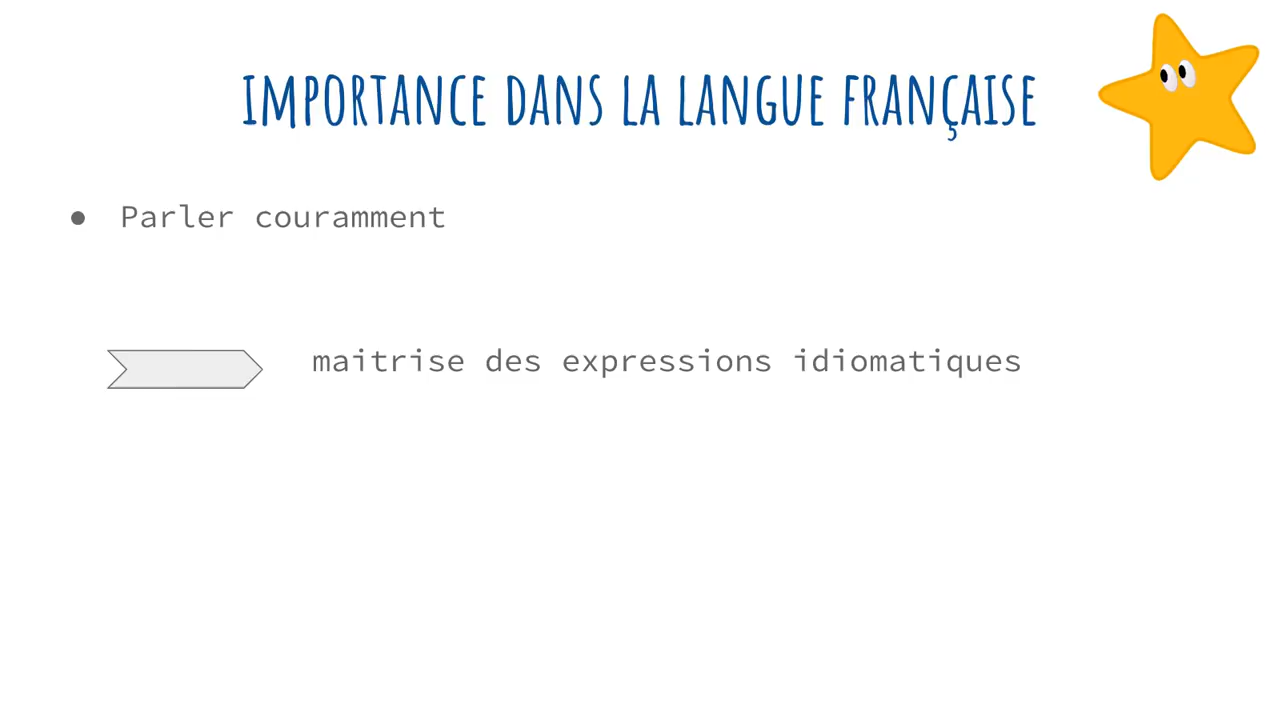 IMPORTANCE DANS LA LANGUE FRANÇAISE
● Parler couramment
maitrise des expressions idiomatiques